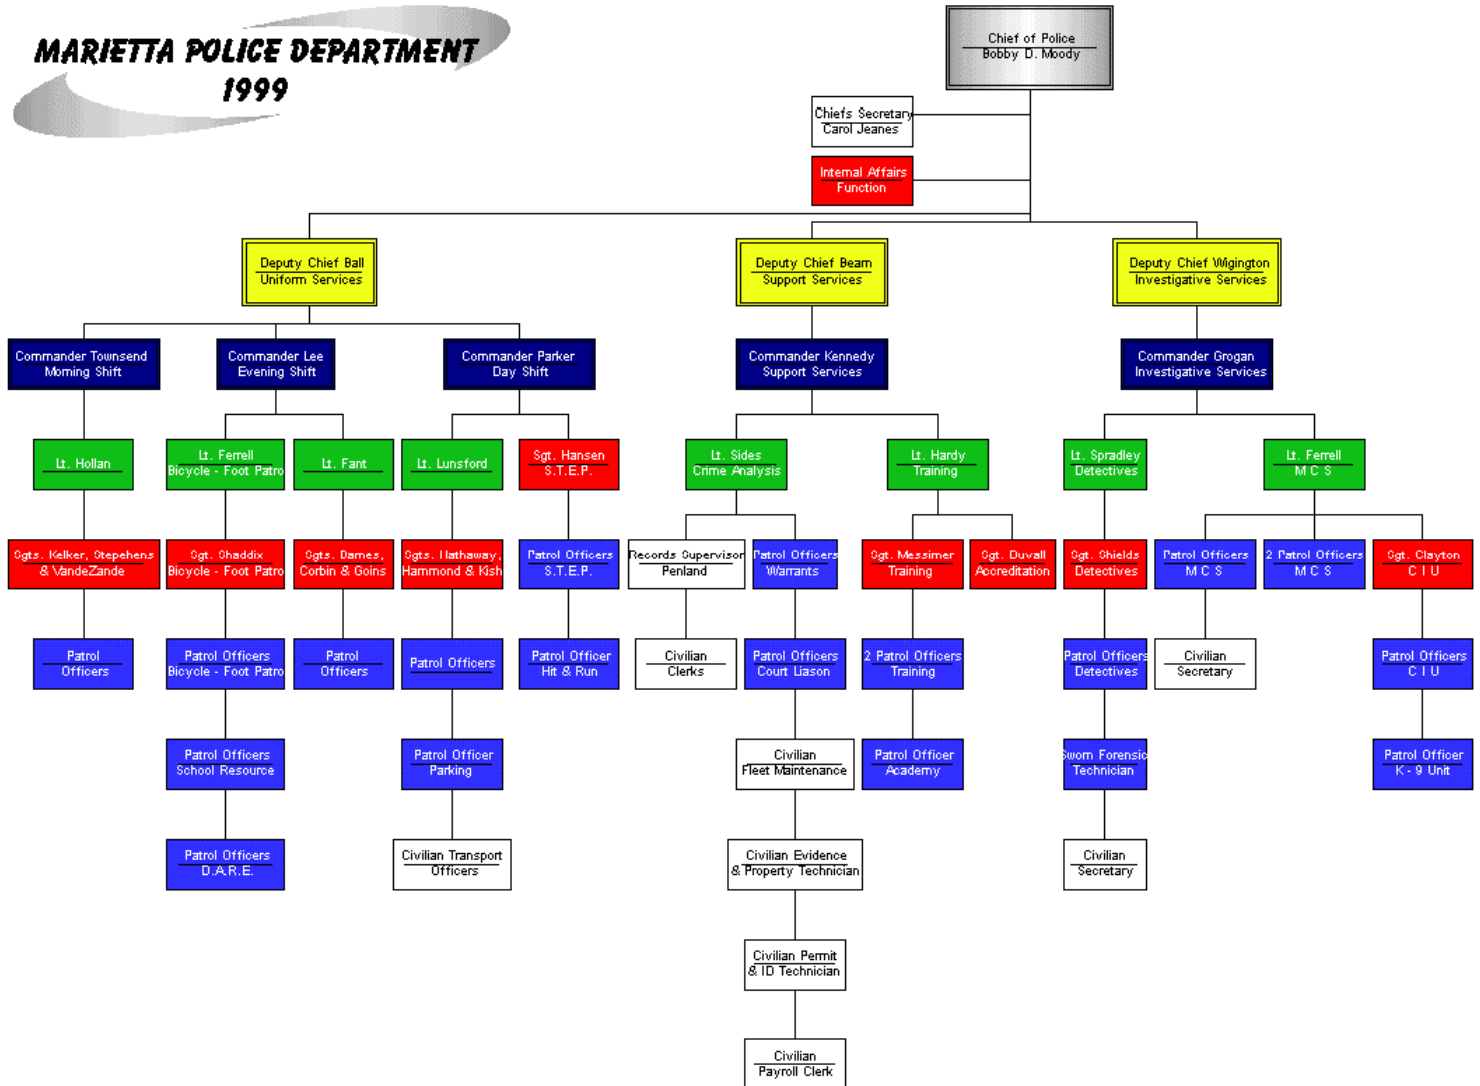 MARIETTA POLICE DEPARTMENT
1999
Chief of Police
Bobby D. Moody
Chiefs Secretary
Carol Jeanes
Internal Affairs
Function
Deputy Chief Ball
Uniform Services
Deputy Chief Beam
Support Services
Deputy Chief Wigington
Investigative Services
Commander Townsend
Morning Shift
Commander Lee
Evening Shift
Commander Parker
Day Shift
Commander Kennedy
Support Services
Commander Grogan
Investigative Services
Lt. Hollan
Lt. Ferrell
Bicycle - Foot Patro
Lt. Fant
Lt. Lunsford
Sgt. Hansen
S.T.E.P.
Lt. Sides
Crime Analysis
Lt. Hardy
Training
Lt. Spradley
Detectives
Lt. Ferrell
M C S
Sgts. Kelker, Stepehens
& VandeZande
Sgt. Shaddix
Bicycle - Foot Patro
Sgts. Dames,
Corbin & Goins
Sgts. Hathaway,
Hammond & Kish
Patrol Officers
S.T.E.P.
Records Supervisor
Penland
Patrol Officers
Warrants
Sgt. Messimer
Training
Sgt. Duvall
Accreditation
Sgt. Shields
Detectives
Patrol Officers
M C S
2 Patrol Officers
M C S
Sgt. Clayton
C I U
Patrol
Officers
Patrol Officers
Bicycle - Foot Patro
Patrol
Officers
Patrol Officers
Patrol Officer
Hit & Run
Civilian
Clerks
Patrol Officers
Court Liason
2 Patrol Officers
Training
Patrol Officers
Detectives
Civilian
Secretary
Patrol Officers
C I U
Patrol Officers
School Resource
Patrol Officer
Parking
Civilian
Fleet Maintenance
Patrol Officer
Academy
Sworn Forensic
Technician
Patrol Officer
K - 9 Unit
Patrol Officers
D.A.R.E.
Civilian Transport
Officers
Civilian Evidence
& Property Technician
Civilian
Secretary
Civilian Permit
& ID Technician
Civilian
Payroll Clerk